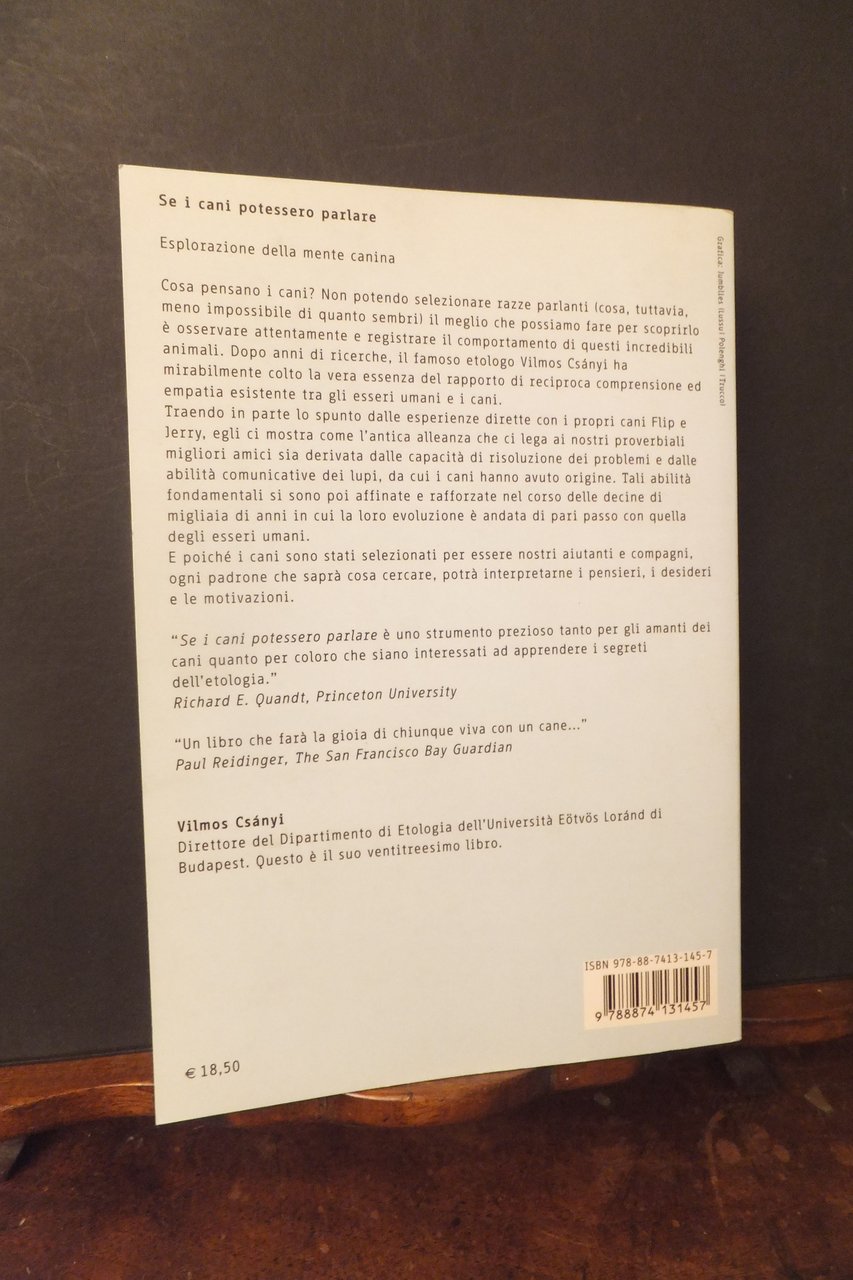 Se i cani potessero parlare
Esplorazione della mente canina
Cosa pensano i cani? Non potendo selezionare razze parlanti (cosa, tuttavia,
meno impossibile di quanto sembri) il meglio che possiamo fare per scoprirlo
è osservare attentamente e registrare il comportamento di questi incredibili
animali. Dopo anni di ricerche, il famoso etologo Vilmos Csányi ha
mirabilmente colto la vera essenza del rapporto di reciproca comprensione ed
empatia esistente tra gli esseri umani e i cani.
Traendo in parte lo spunto dalle esperienze dirette con i propri cani Flip e
Jerry, egli ci mostra come l'antica alleanza che ci lega ai nostri proverbiali
migliori amici sia derivata dalle capacità di risoluzione dei problemi e dalle
abilità comunicative dei lupi, da cui i cani hanno avuto origine. Tali abilità
fondamentali si sono poi affinate e rafforzate nel corso delle decine di
migliaia di anni in cui la loro evoluzione è andata di pari passo con quella
degli esseri umani.
E poiché i cani sono stati selezionati per essere nostri aiutanti e compagni,
ogni padrone che saprà cosa cercare, potrà interpretarne i pensieri, i desideri
e le motivazioni.
“Se i cani potessero parlare è uno strumento prezioso tanto per gli amanti dei
cani quanto per coloro che siano interessati ad apprendere i segreti
dell'etologia.”
Richard E. Quandt, Princeton University
“Un libro che farà la gioia di chiunque viva con un cane...”
Paul Reidinger, The San Francisco Bay Guardian
Vilmos Csányi
Direttore del Dipartimento di Etologia dell'Università Eötvös Loránd di
Budapest. Questo è il suo ventitreesimo libro.
ISBN 978-88-7413-145-7
9 788874 131457
€ 18,50
Grafica: Jumblies (Lussu | Polenghi | Trucco)